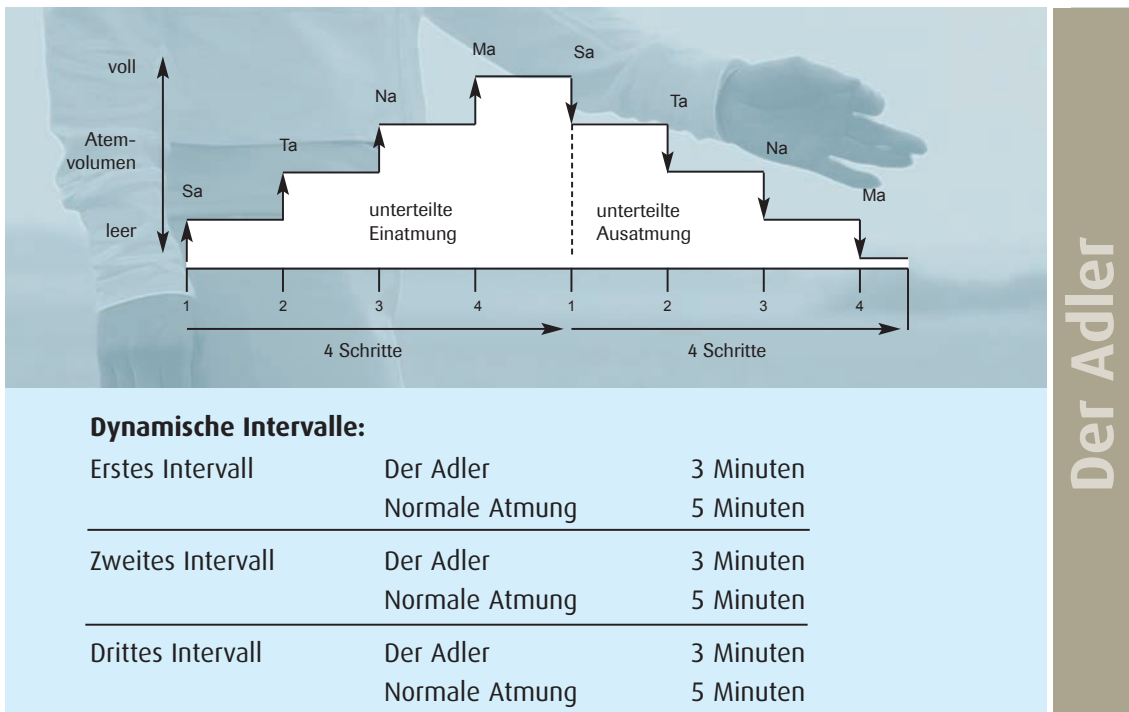 voll
Atem-
volumen
leer
Sa
Ta
Na
Ma
Sa
Ta
Na
Ma
unterteilte
Einatmung
unterteilte
Ausatmung
1 2 3 4 1 2 3 4
4 Schritte 4 Schritte
Dynamische Intervalle:
Erstes Intervall Der Adler 3 Minuten
Normale Atmung 5 Minuten
Zweites Intervall Der Adler 3 Minuten
Normale Atmung 5 Minuten
Drittes Intervall Der Adler 3 Minuten
Normale Atmung 5 Minuten
Der Adler